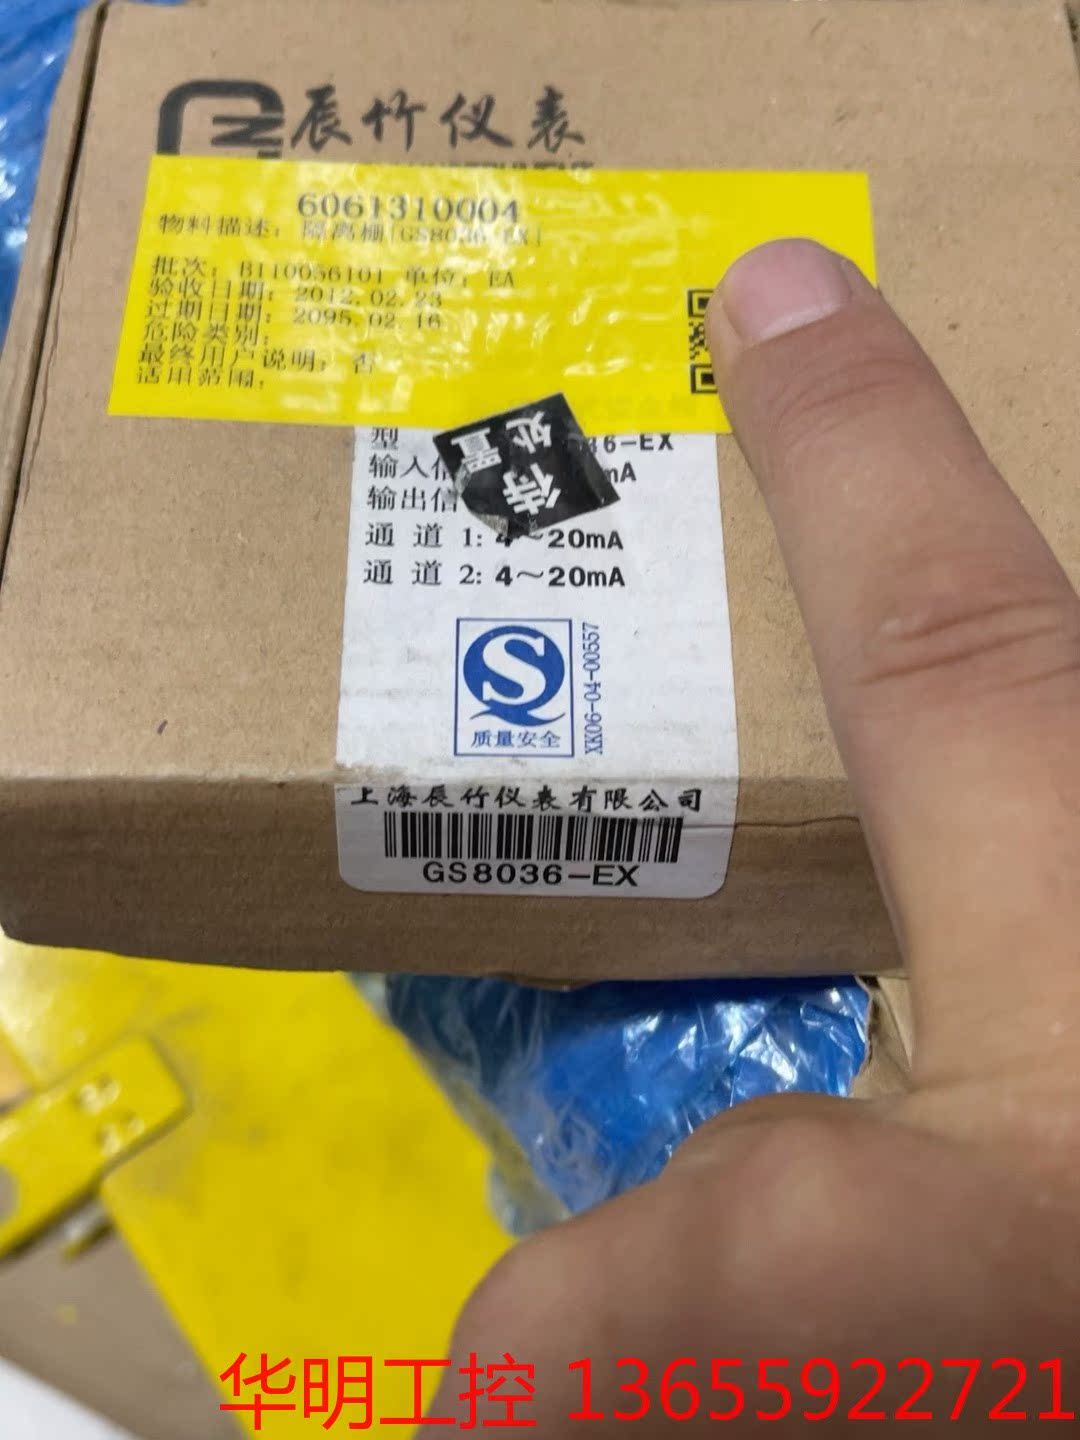 辰竹仪表
6061310004
物料描述: 隔离栅[GS8036-EX]
批次: B110056101 单位: EA
验收日期: 2012.02.23
过期日期: 2095.02.16
危险类别:
最终用户说明: 否
适用范围:
待
处置
型 36-EX
输入信 mA
输出信
通 道 1: 4~20mA
通 道 2: 4~20mA
S
质量安全
XK06-04-00557
上海辰竹仪表有限公司
GS8036-EX
华明工控 13655922721